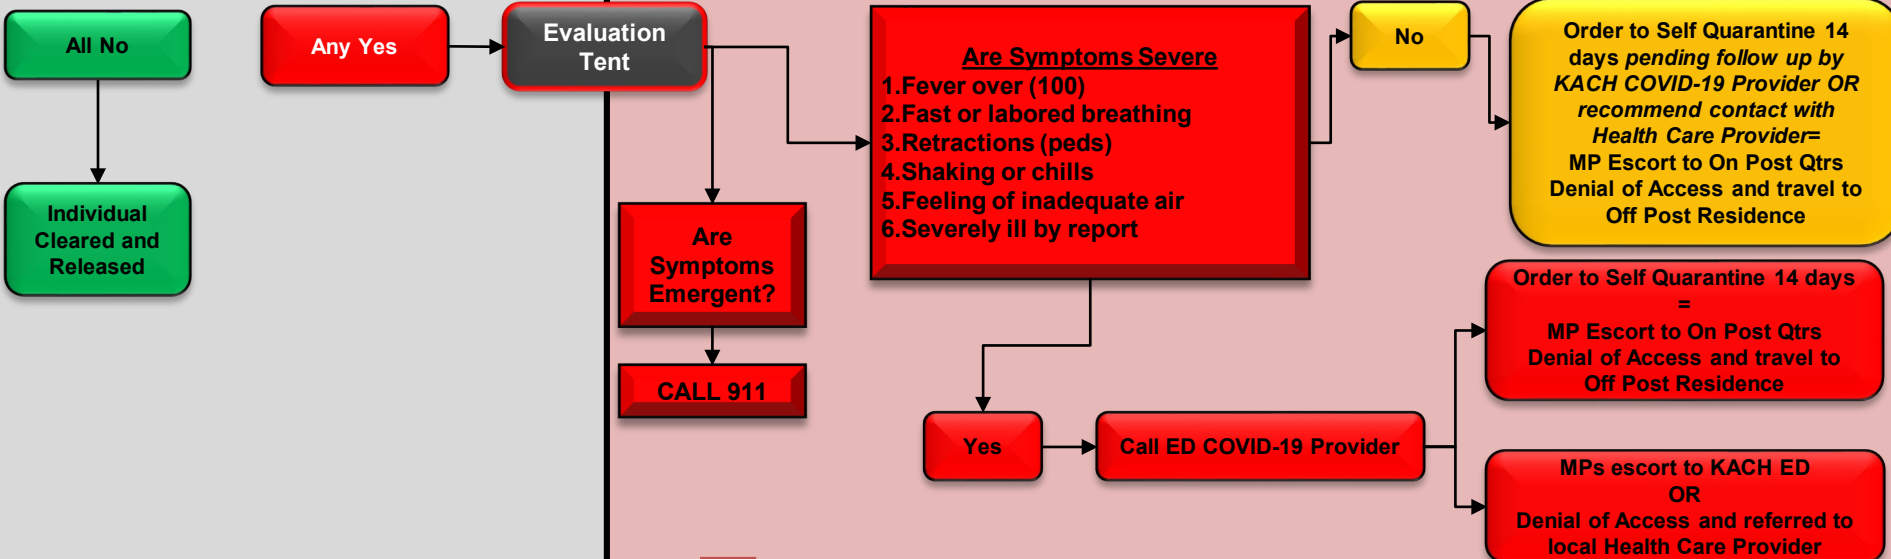 All No
Individual
Cleared and
Released
Any Yes
Evaluation
Tent
Are
Symptoms
Emergent?
CALL 911
Are Symptoms Severe
1.Fever over (100)
2.Fast or labored breathing
3.Retractions (peds)
4.Shaking or chills
5.Feeling of inadequate air
6.Severely ill by report
No
Order to Self Quarantine 14
days pending follow up by
KACH COVID-19 Provider OR
recommend contact with
Health Care Provider=
MP Escort to On Post Qtrs
Denial of Access and travel to
Off Post Residence
Yes
Call ED COVID-19 Provider
Order to Self Quarantine 14 days
=
MP Escort to On Post Qtrs
Denial of Access and travel to
Off Post Residence
MPs escort to KACH ED
OR
Denial of Access and referred to
local Health Care Provider